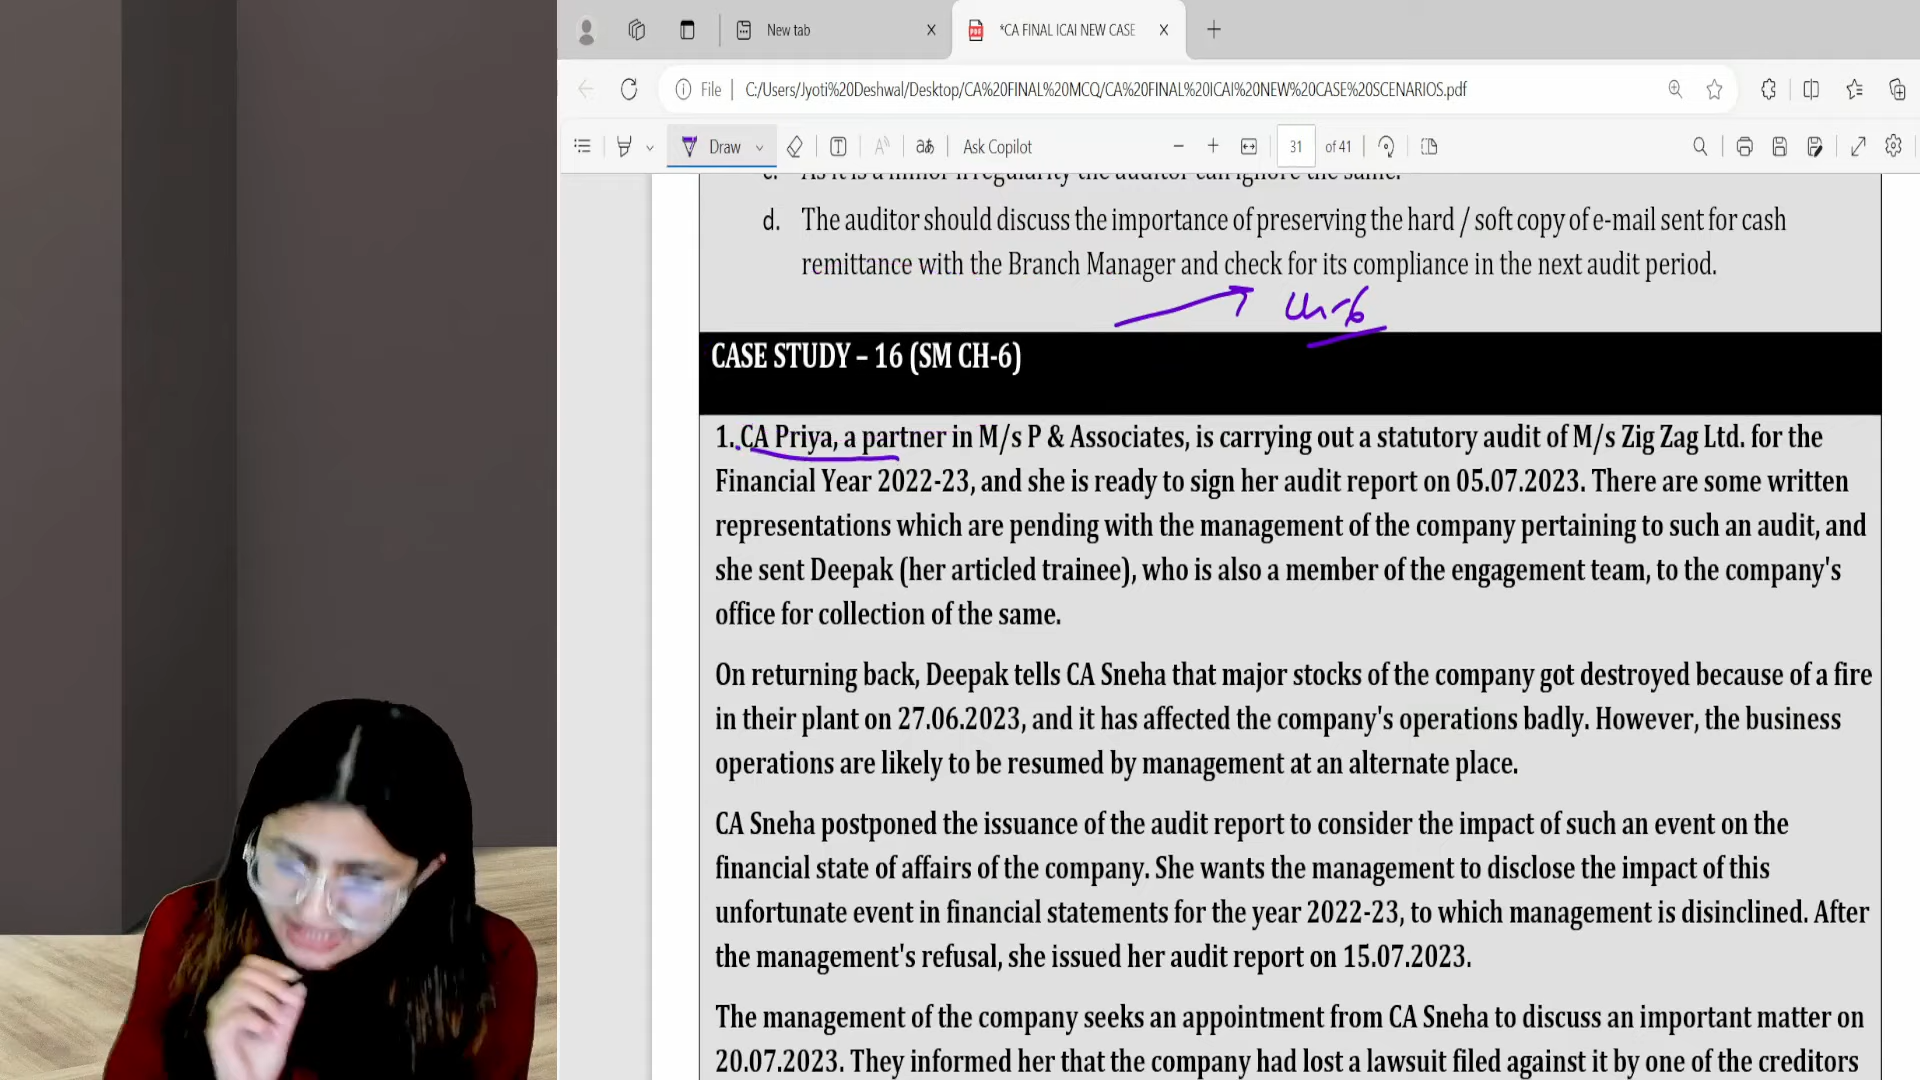 New tab
*CA FINAL ICAI NEW CASE
File C:/Users/Jyoti%20Deshwal/Desktop/CA%20FINAL%20MCQ/CA%20FINAL%20ICAI%20NEW%20CASE%20SCENARIOS.pdf
Draw Ask Copilot 31 of 41
c. As it is a minor irregularity the auditor can ignore the same.
d. The auditor should discuss the importance of preserving the hard / soft copy of e-mail sent for cash
remittance with the Branch Manager and check for its compliance in the next audit period.
Ch-6
CASE STUDY – 16 (SM CH-6)
1. CA Priya, a partner in M/s P & Associates, is carrying out a statutory audit of M/s Zig Zag Ltd. for the
Financial Year 2022-23, and she is ready to sign her audit report on 05.07.2023. There are some written
representations which are pending with the management of the company pertaining to such an audit, and
she sent Deepak (her articled trainee), who is also a member of the engagement team, to the company's
office for collection of the same.
On returning back, Deepak tells CA Sneha that major stocks of the company got destroyed because of a fire
in their plant on 27.06.2023, and it has affected the company's operations badly. However, the business
operations are likely to be resumed by management at an alternate place.
CA Sneha postponed the issuance of the audit report to consider the impact of such an event on the
financial state of affairs of the company. She wants the management to disclose the impact of this
unfortunate event in financial statements for the year 2022-23, to which management is disinclined. After
the management's refusal, she issued her audit report on 15.07.2023.
The management of the company seeks an appointment from CA Sneha to discuss an important matter on
20.07.2023. They informed her that the company had lost a lawsuit filed against it by one of the creditors